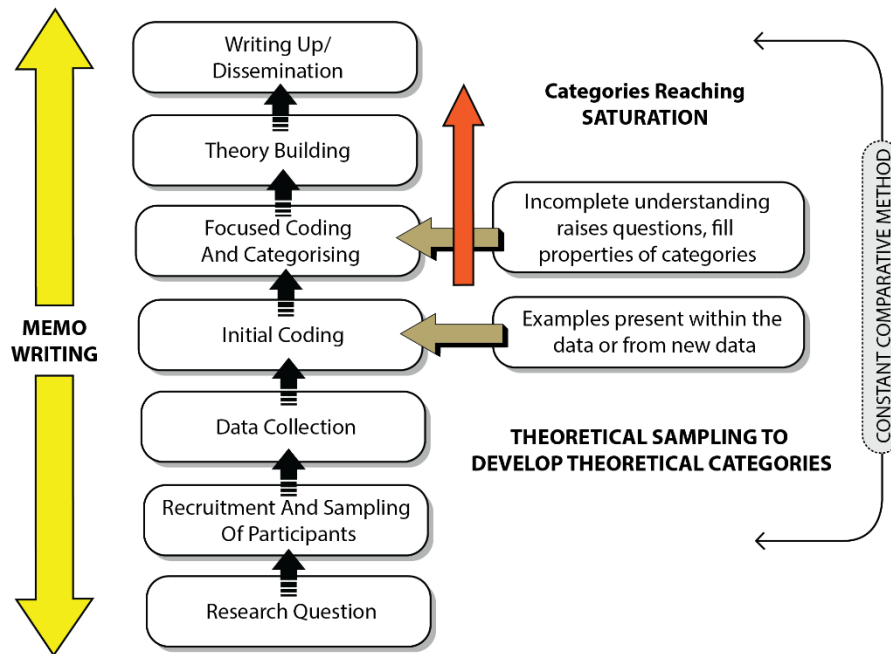 Writing Up/
Dissemination
Theory Building
Focused Coding
And Categorising
Initial Coding
Data Collection
Recruitment And Sampling
Of Participants
Research Question
MEMO
WRITING
Categories Reaching
SATURATION
Incomplete understanding
raises questions, fill
properties of categories
Examples present within the
data or from new data
THEORETICAL SAMPLING TO
DEVELOP THEORETICAL CATEGORIES
CONSTANT COMPARATIVE METHOD